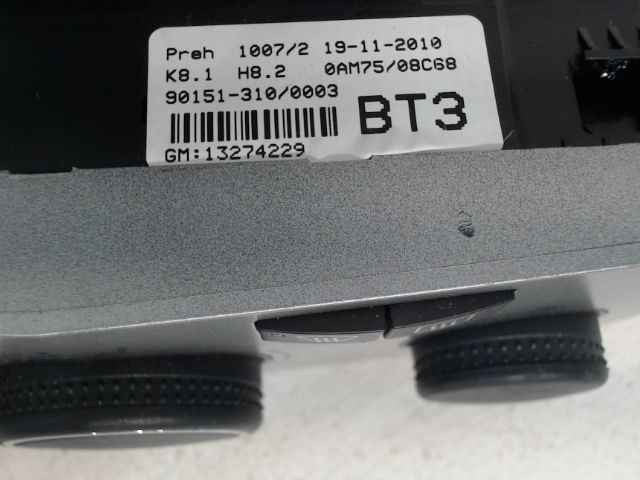 Preh 1007/2 19-11-2010
K8.1 H8.2 0AM75/08C68
90151-310/0003
BT3
GM:13274229